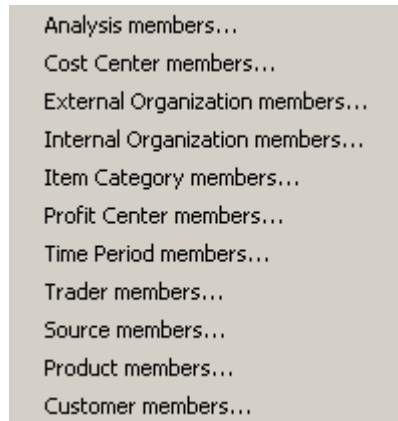 Analysis members...
Cost Center members...
External Organization members...
Internal Organization members...
Item Category members...
Profit Center members...
Time Period members...
Trader members...
Source members...
Product members...
Customer members...